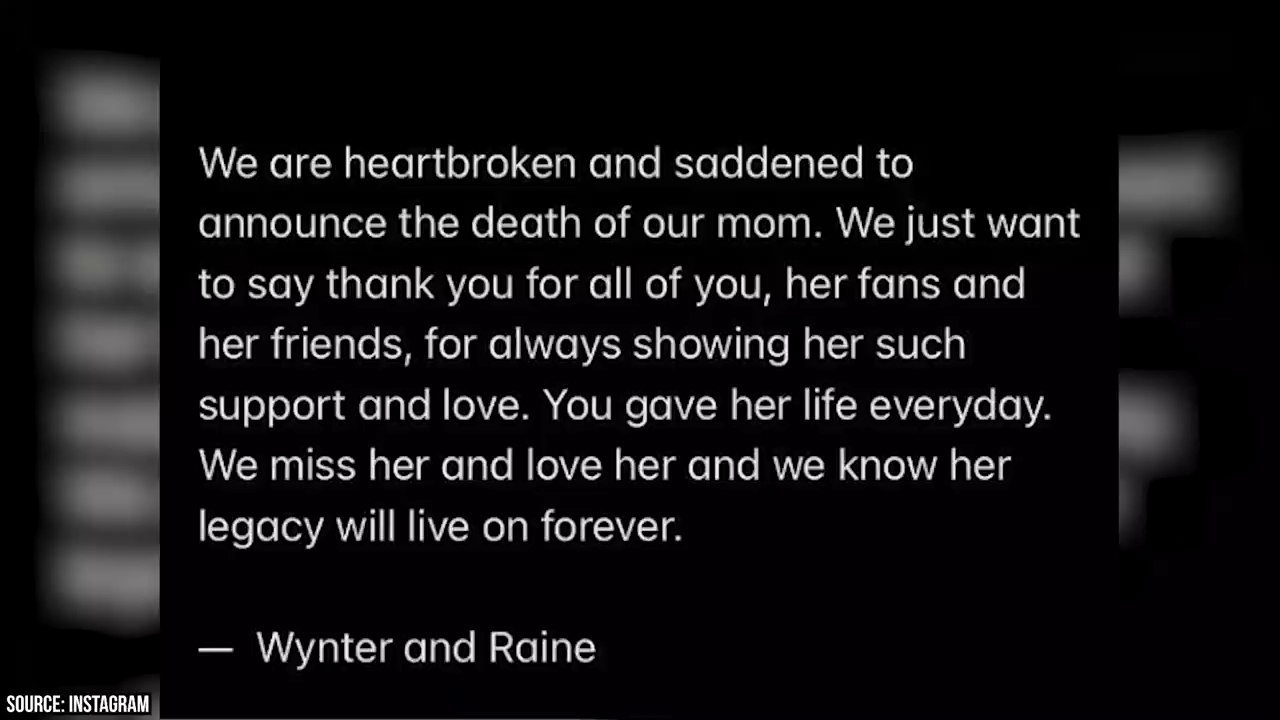 We are heartbroken and saddened to
announce the death of our mom. We just want
to say thank you for all of you, her fans and
her friends, for always showing her such
support and love. You gave her life everyday.
We miss her and love her and we know her
legacy will live on forever.
— Wynter and Raine
SOURCE: INSTAGRAM